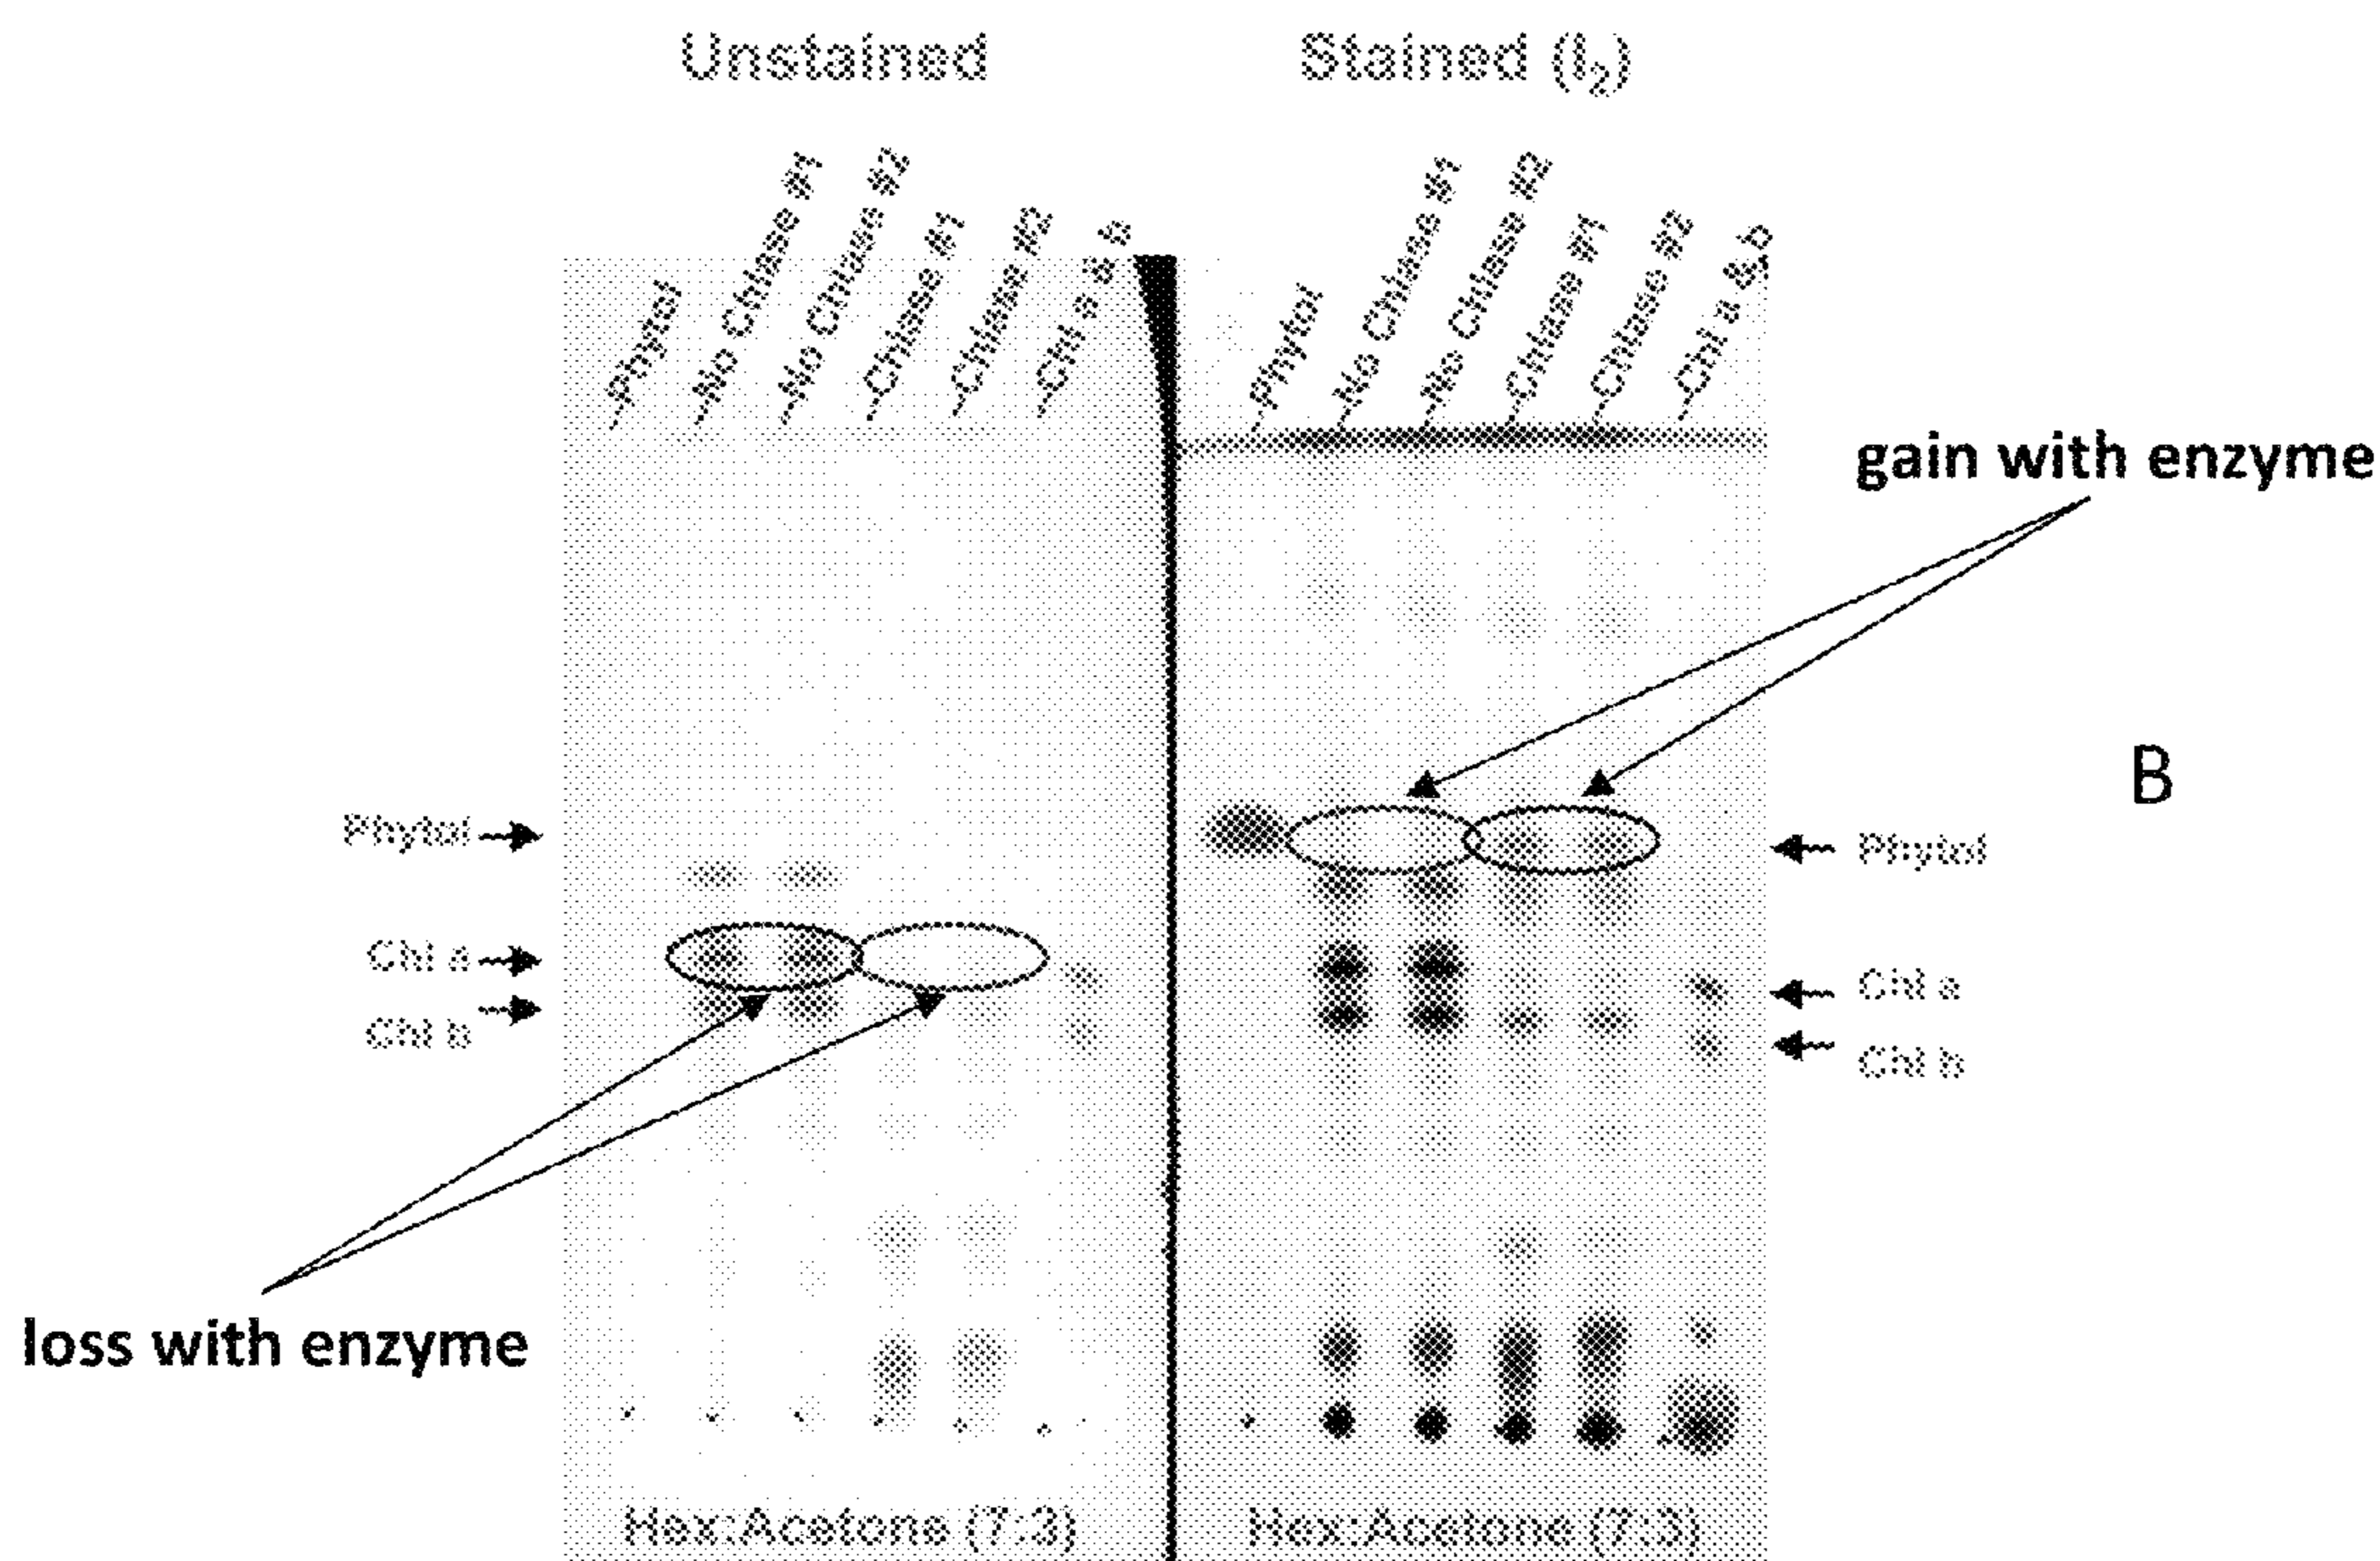 Unstained
Stained (I₂)
Phytol
No Chlase #1
No Chlase #2
Chlase #1
Chlase #2
Chl a & b
Phytol
No Chlase #1
No Chlase #2
Chlase #1
Chlase #2
Chl a & b
gain with enzyme
B
Phytol
Chl a
Chl b
Phytol
Chl a
Chl b
loss with enzyme
Hex:Acetone (7:3)
Hex:Acetone (7:3)